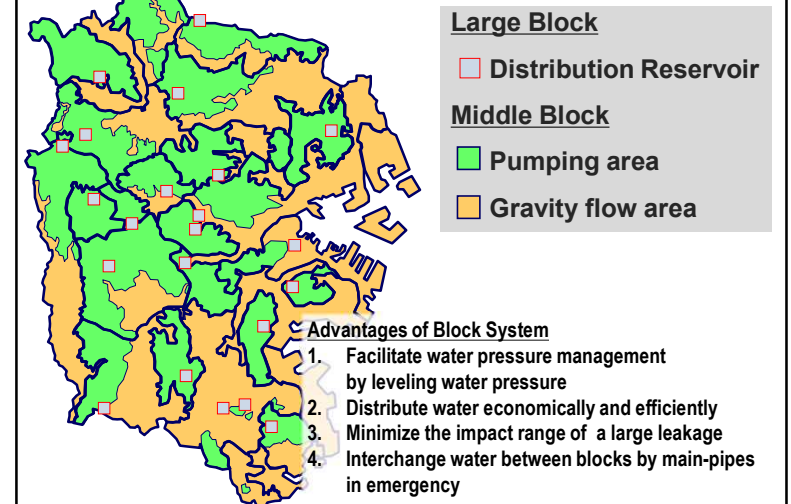 Large Block
Distribution Reservoir
Middle Block
Pumping area
Gravity flow area
Advantages of Block System
1. Facilitate water pressure management
by leveling water pressure
2. Distribute water economically and efficiently
3. Minimize the impact range of a large leakage
4. Interchange water between blocks by main-pipes
in emergency